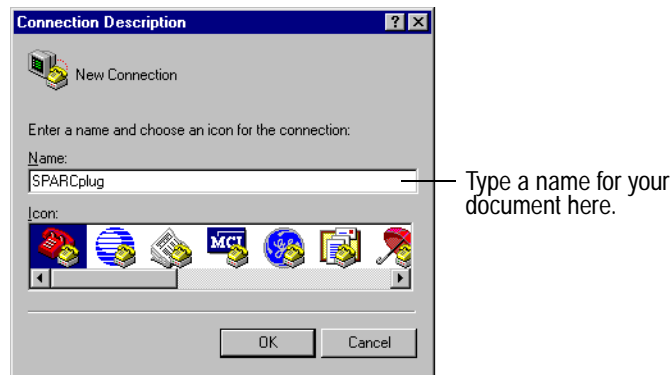 Connection Description
New Connection
Enter a name and choose an icon for the connection:
Name:
SPARCplug
Type a name for your
document here.
Icon:
MCI
OK
Cancel